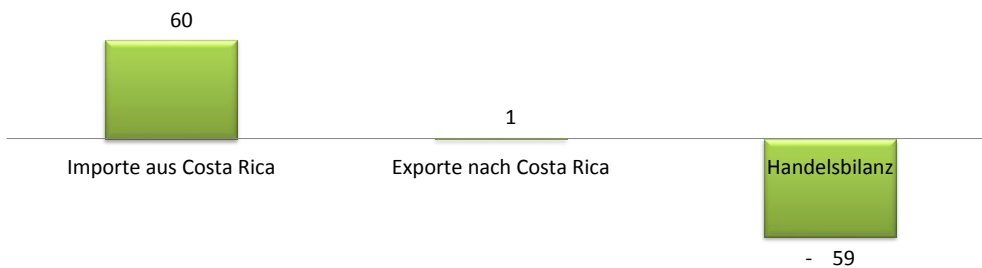 60
1
Importe aus Costa Rica
Exporte nach Costa Rica
Handelsbilanz
- 59